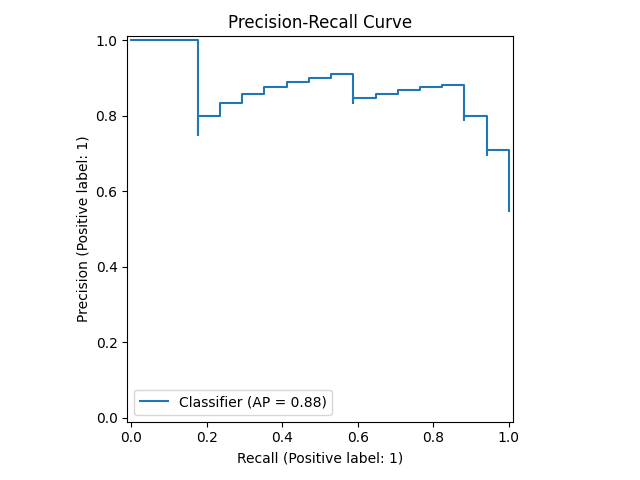 Precision-Recall Curve
1.0
0.8
0.6
0.4
0.2
0.0
Precision (Positive label: 1)
Classifier (AP = 0.88)
0.0 0.2 0.4 0.6 0.8 1.0
Recall (Positive label: 1)